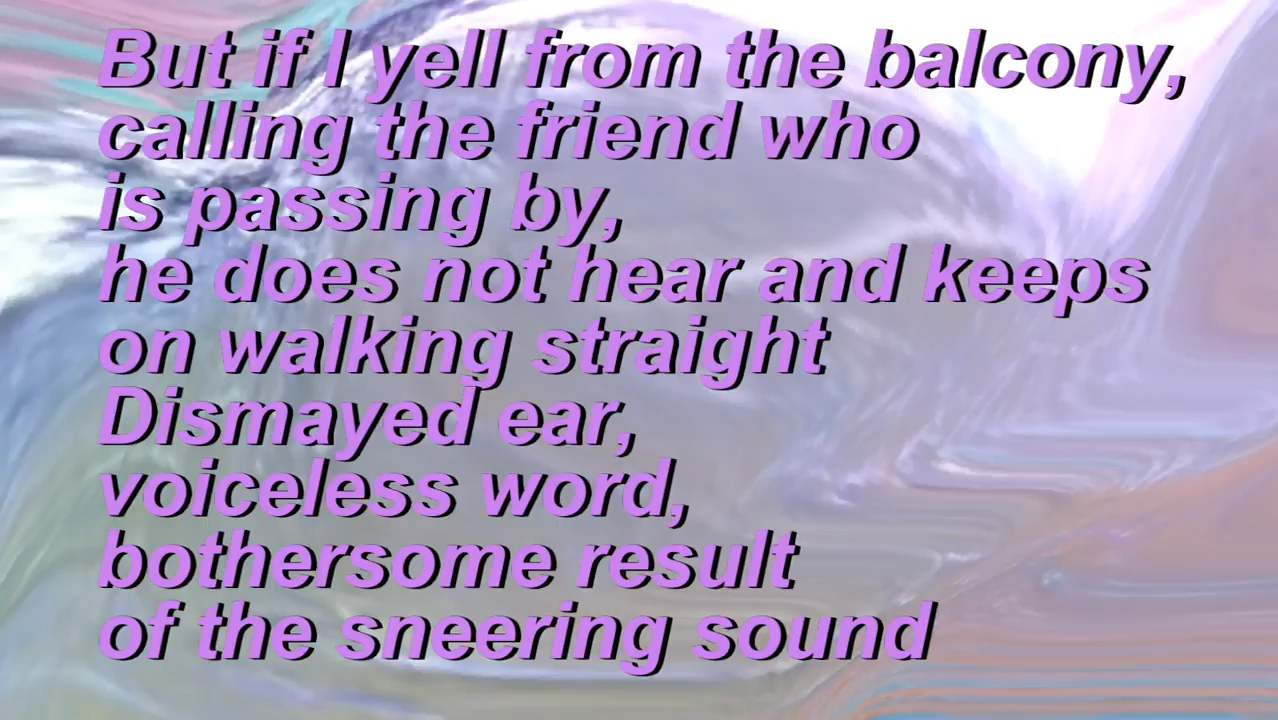 But if I yell from the balcony,
calling the friend who
is passing by,
he does not hear and keeps
on walking straight
Dismayed ear,
voiceless word,
bothersome result
of the sneering sound